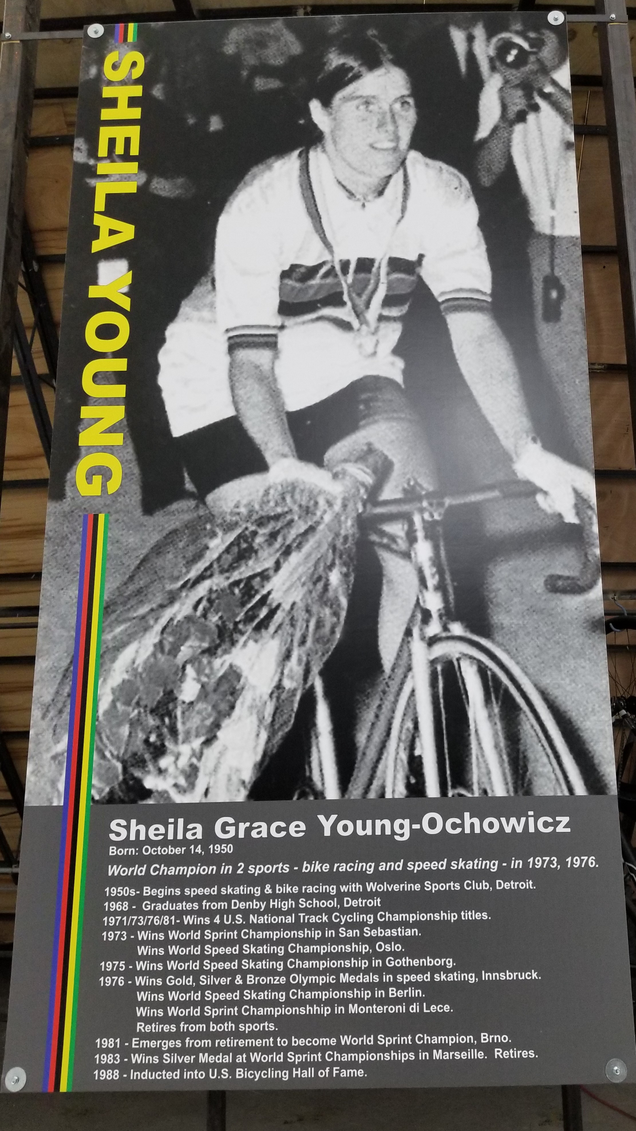 SHEILA YOUNG
Sheila Grace Young-Ochowicz
Born: October 14, 1950
World Champion in 2 sports - bike racing and speed skating - in 1973, 1976.
1950s- Begins speed skating & bike racing with Wolverine Sports Club, Detroit.
1968 - Graduates from Denby High School, Detroit
1971/73/76/81- Wins 4 U.S. National Track Cycling Championship titles.
1973 - Wins World Sprint Championship in San Sebastian.
Wins World Speed Skating Championship, Oslo.
1975 - Wins World Speed Skating Championship in Gothenborg.
1976 - Wins Gold, Silver & Bronze Olympic Medals in speed skating, Innsbruck.
Wins World Speed Skating Championship in Berlin.
Wins World Sprint Championshhip in Monteroni di Lece.
Retires from both sports.
1981 - Emerges from retirement to become World Sprint Champion, Brno.
1983 - Wins Silver Medal at World Sprint Championships in Marseille. Retires.
1988 - Inducted into U.S. Bicycling Hall of Fame.